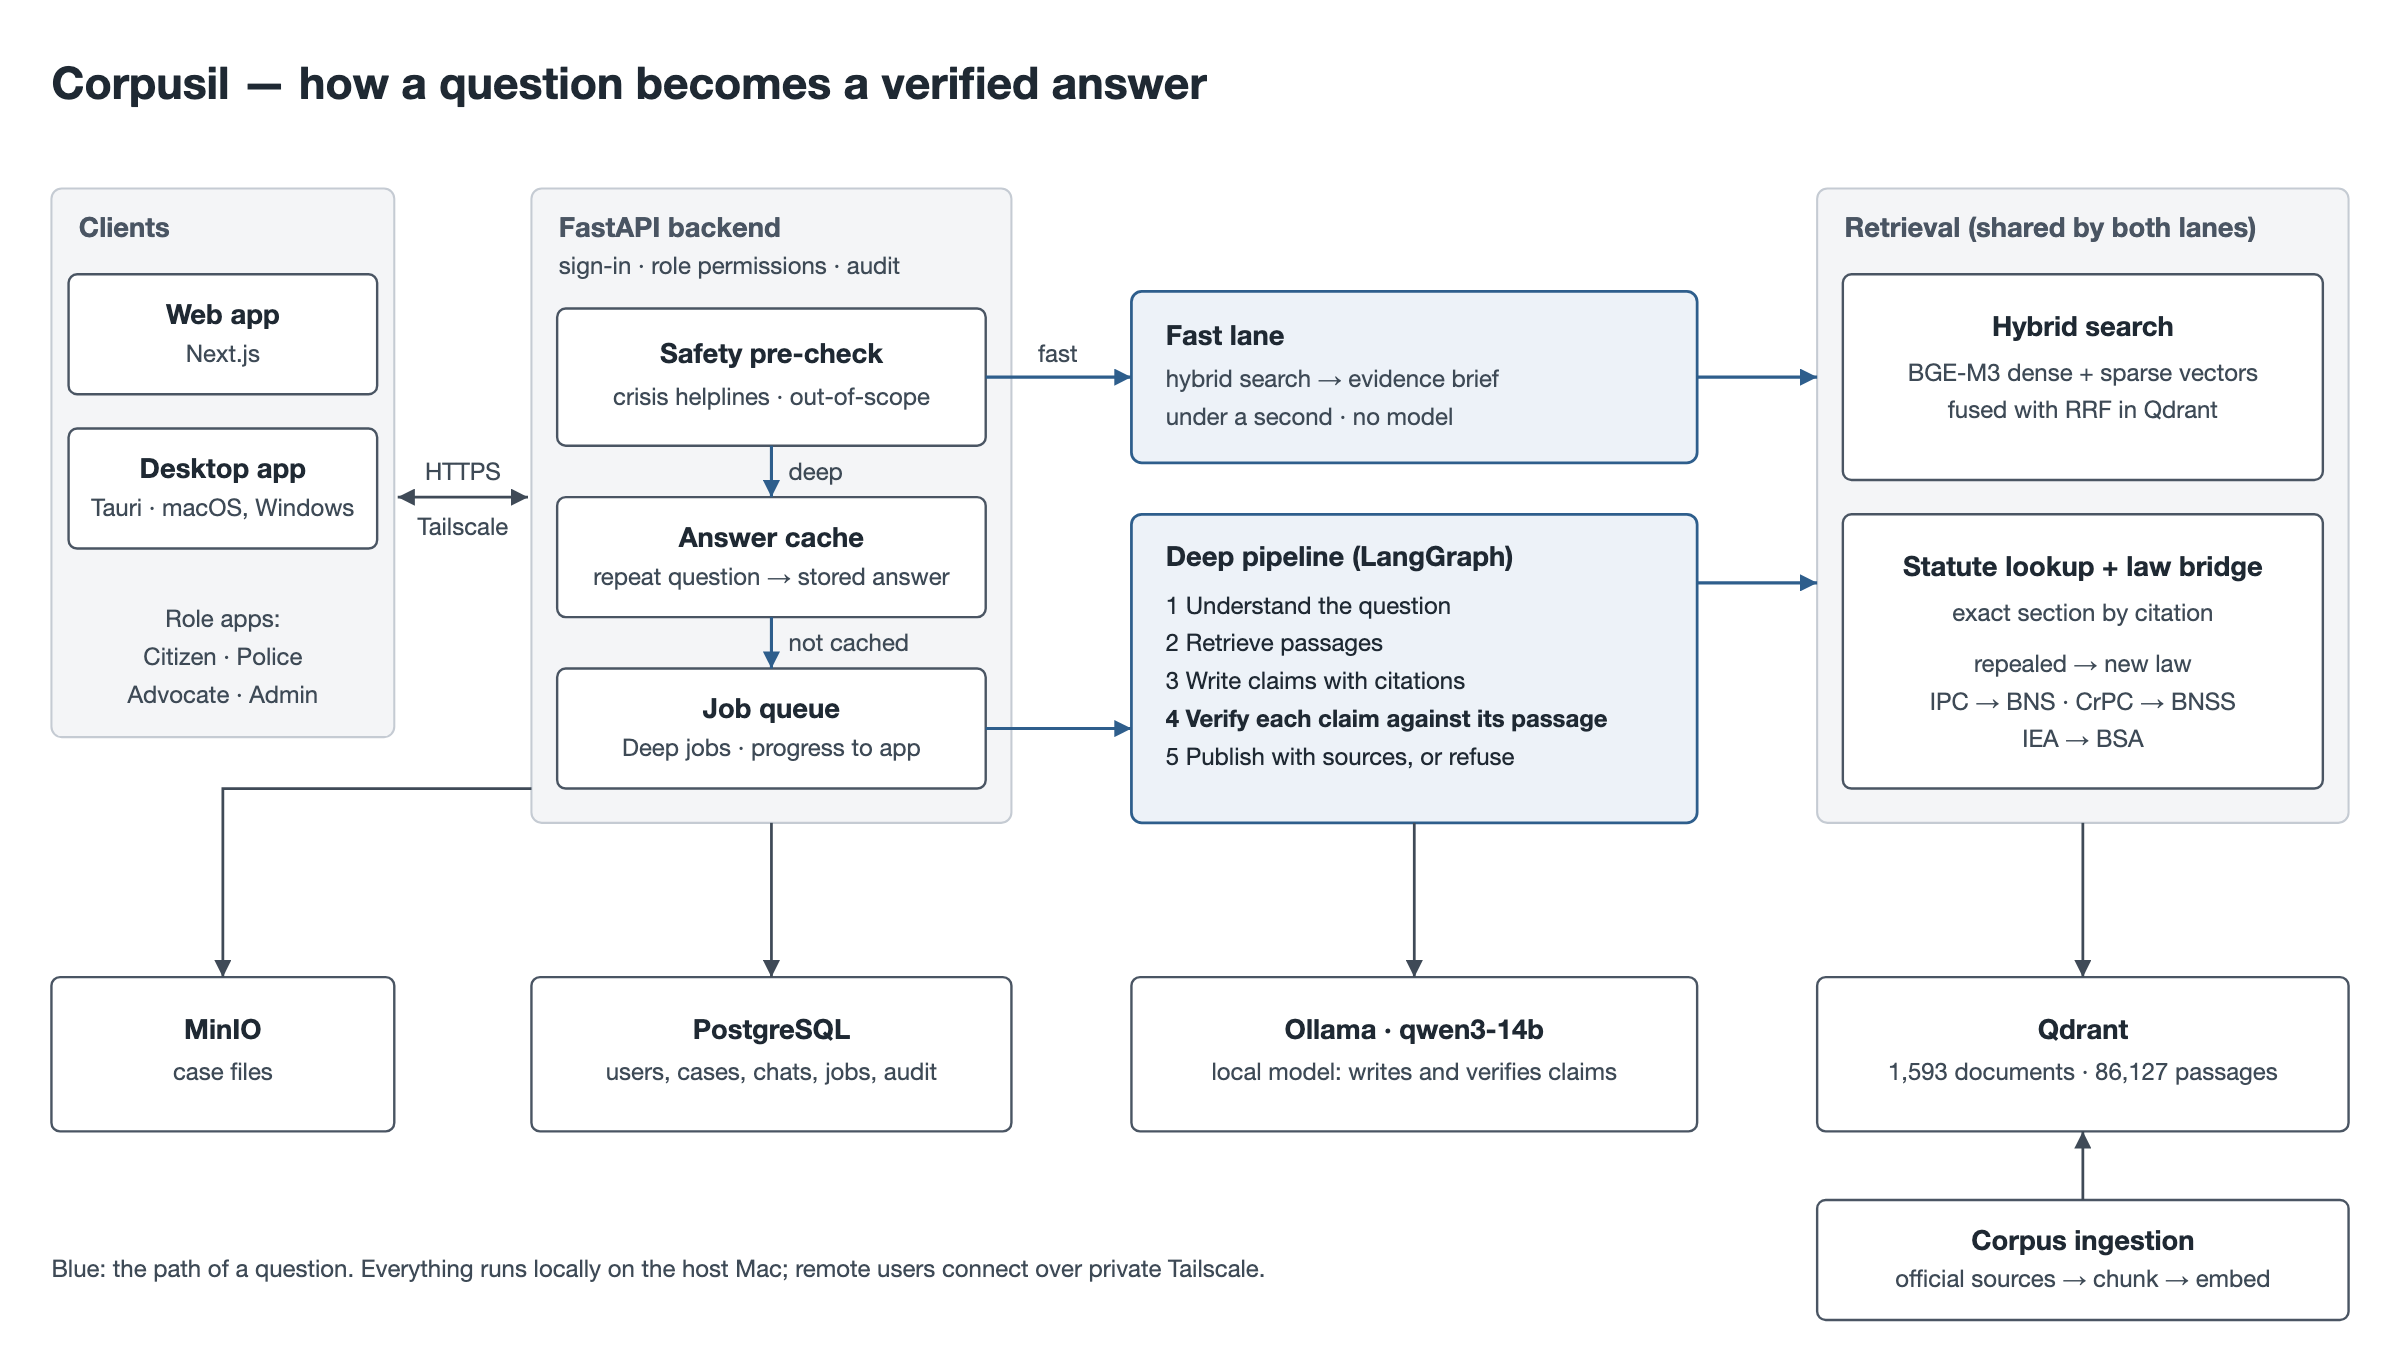 Corpusil — how a question becomes a verified answer
Clients
Web app
Next.js
Desktop app
Tauri · macOS, Windows
Role apps:
Citizen · Police
Advocate · Admin
HTTPS
Tailscale
FastAPI backend
sign-in · role permissions · audit
Safety pre-check
crisis helplines · out-of-scope
deep
Answer cache
repeat question → stored answer
not cached
Job queue
Deep jobs · progress to app
fast
Fast lane
hybrid search → evidence brief
under a second · no model
Deep pipeline (LangGraph)
1 Understand the question
2 Retrieve passages
3 Write claims with citations
4 Verify each claim against its passage
5 Publish with sources, or refuse
Retrieval (shared by both lanes)
Hybrid search
BGE-M3 dense + sparse vectors
fused with RRF in Qdrant
Statute lookup + law bridge
exact section by citation
repealed → new law
IPC → BNS · CrPC → BNSS
IEA → BSA
MinIO
case files
PostgreSQL
users, cases, chats, jobs, audit
Ollama · qwen3-14b
local model: writes and verifies claims
Qdrant
1,593 documents · 86,127 passages
Corpus ingestion
official sources → chunk → embed
Blue: the path of a question. Everything runs locally on the host Mac; remote users connect over private Tailscale.